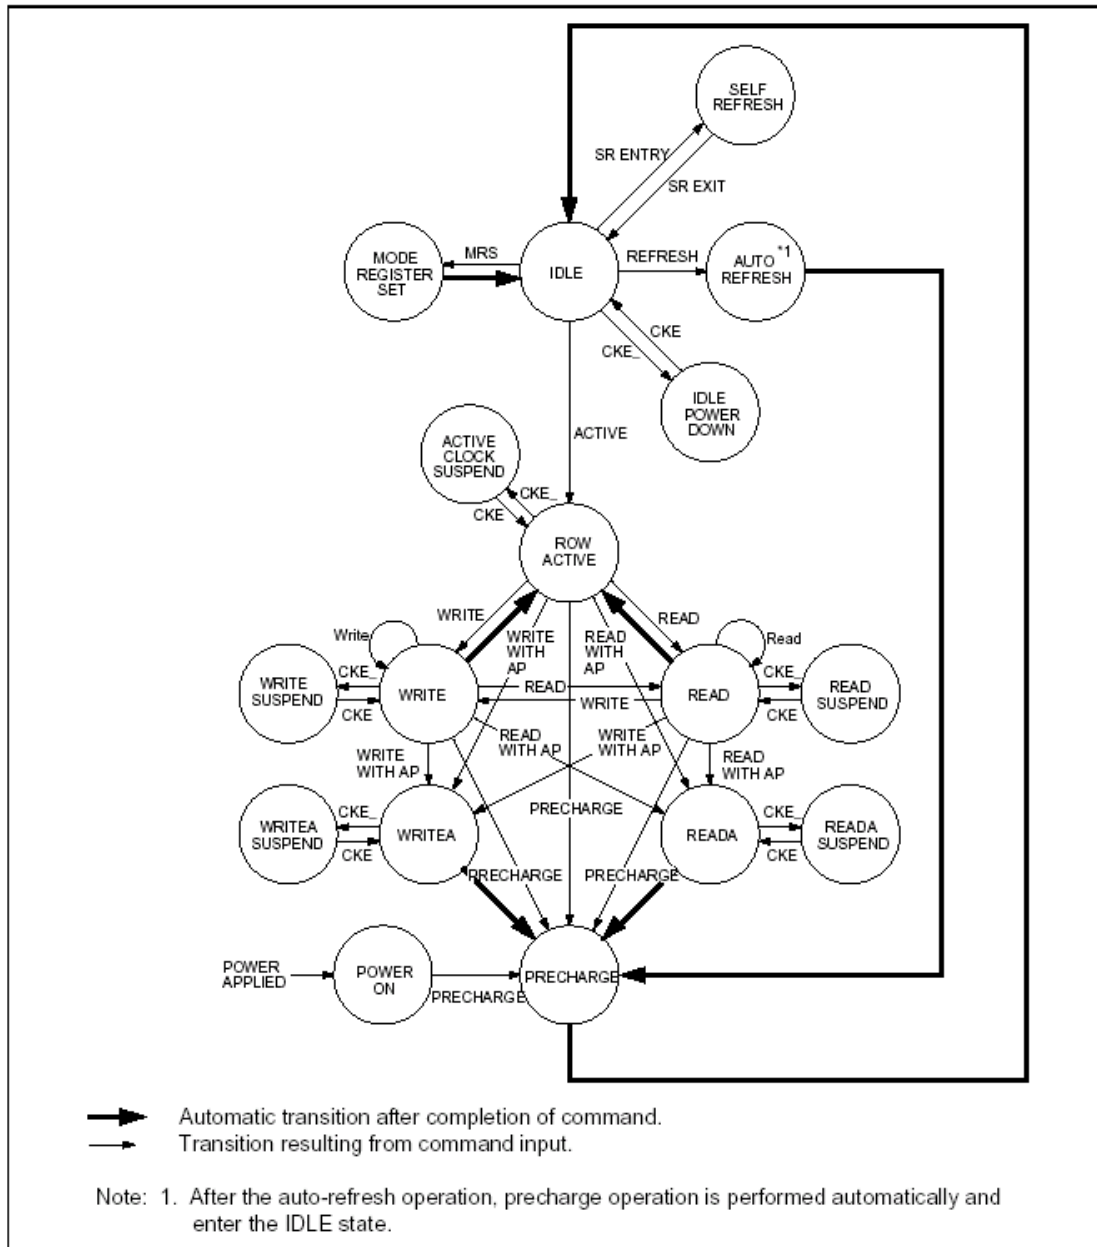 SELF
REFRESH
SR ENTRY
SR EXIT
MODE
REGISTER
SET
MRS
IDLE
REFRESH
AUTO *1
REFRESH
CKE
CKE_
IDLE
POWER
DOWN
ACTIVE
ACTIVE
CLOCK
SUSPEND
CKE_
CKE
ROW
ACTIVE
WRITE
WRITE
WITH
AP
READ
WITH
AP
READ
Write
Read
WRITE
SUSPEND
CKE_
CKE
WRITE
READ
WRITE
READ
CKE_
CKE
READ
SUSPEND
WRITE
WITH AP
READ
WITH AP
WRITE
WITH AP
READ
WITH AP
WRITEA
SUSPEND
CKE_
CKE
WRITEA
PRECHARGE
READA
CKE_
CKE
READA
SUSPEND
PRECHARGE
PRECHARGE
POWER
APPLIED
POWER
ON
PRECHARGE
PRECHARGE
Automatic transition after completion of command.
Transition resulting from command input.
Note: 1. After the auto-refresh operation, precharge operation is performed automatically and
enter the IDLE state.